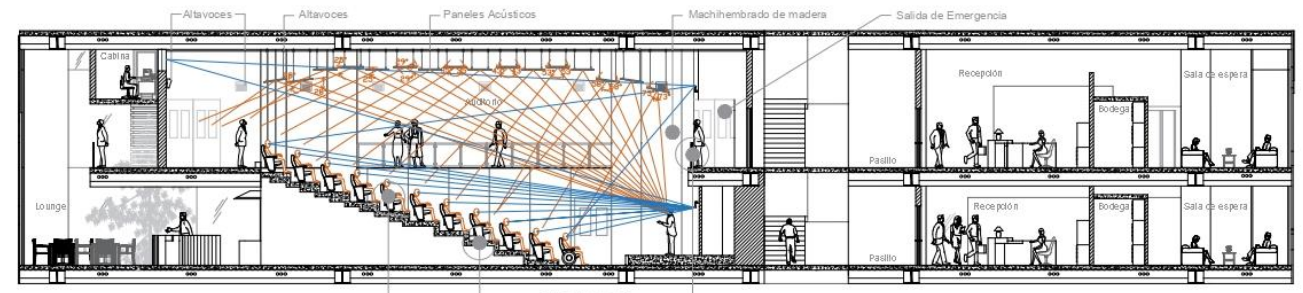 Altavoces
Altavoces
Paneles Acústicos
Machihembrado de madera
Salida de Emergencia
Cabina
Auditorio
Recepción
Sala de espera
Bodega
Pasillo
Lounge
Recepción
Bodega
Sala de espera
Pasillo